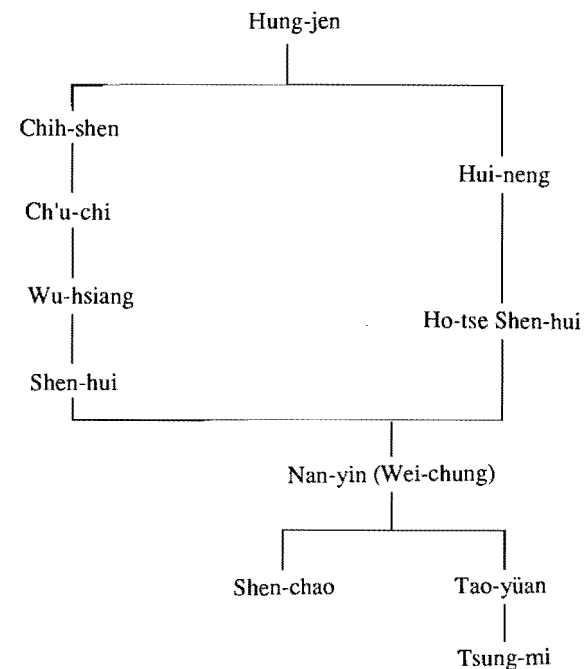 Hung-jen
Chih-shen
Hui-neng
Ch'u-chi
Wu-hsiang
Ho-tse Shen-hui
Shen-hui
Nan-yin (Wei-chung)
Shen-chao
Tao-yüan
Tsung-mi